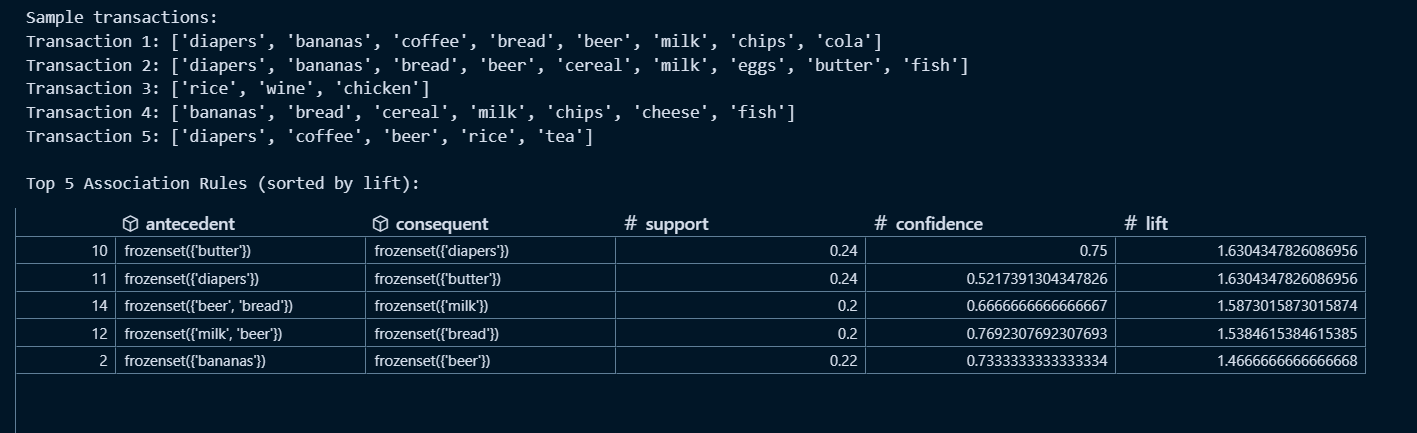 Sample transactions:
Transaction 1: ['diapers', 'bananas', 'coffee', 'bread', 'beer', 'milk', 'chips', 'cola']
Transaction 2: ['diapers', 'bananas', 'bread', 'beer', 'cereal', 'milk', 'eggs', 'butter', 'fish']
Transaction 3: ['rice', 'wine', 'chicken']
Transaction 4: ['bananas', 'bread', 'cereal', 'milk', 'chips', 'cheese', 'fish']
Transaction 5: ['diapers', 'coffee', 'beer', 'rice', 'tea']
Top 5 Association Rules (sorted by lift):
antecedent consequent # support # confidence # lift
10 frozenset({'butter'}) frozenset({'diapers'}) 0.24 0.75 1.6304347826086956
11 frozenset({'diapers'}) frozenset({'butter'}) 0.24 0.5217391304347826 1.6304347826086956
14 frozenset({'beer', 'bread'}) frozenset({'milk'}) 0.2 0.6666666666666667 1.5873015873015874
12 frozenset({'milk', 'beer'}) frozenset({'bread'}) 0.2 0.7692307692307693 1.5384615384615385
2 frozenset({'bananas'}) frozenset({'beer'}) 0.22 0.7333333333333334 1.4666666666666668